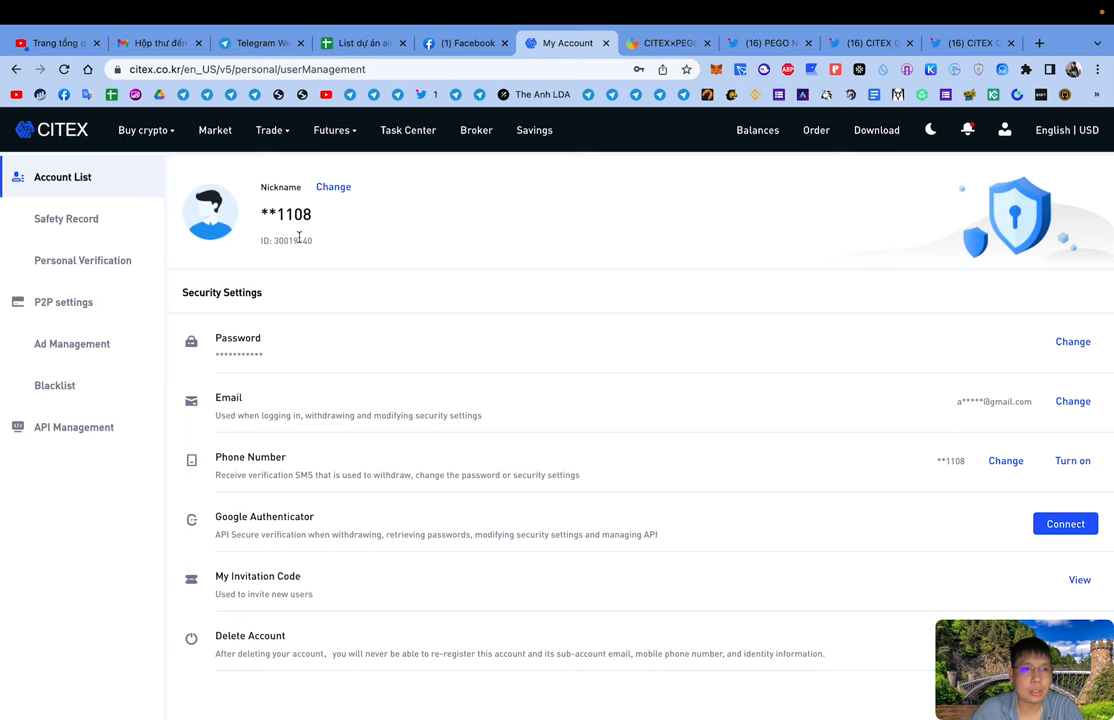 Trang tổng q
Hộp thư đến
Telegram We
List dự án air
(1) Facebook
My Account
CITEX×PEGO
(16) PEGO N
(16) CITEX G
(16) CITEX G
citex.co.kr/en_US/v5/personal/userManagement
1
The Anh LDA
CITEX
Buy crypto
Market
Trade
Futures
Task Center
Broker
Savings
Balances
Order
Download
English | USD
Account List
Safety Record
Personal Verification
P2P settings
Ad Management
Blacklist
API Management
Nickname
Change
**1108
Security Settings
Password
***********
Change
Email
Used when logging in, withdrawing and modifying security settings
a*****@gmail.com
Change
Phone Number
Receive verification SMS that is used to withdraw, change the password or security settings
**1108
Change
Turn on
Google Authenticator
API Secure verification when withdrawing, retrieving passwords, modifying security settings and managing API
Connect
My Invitation Code
Used to invite new users
View
Delete Account
After deleting your account, you will never be able to re-register this account and its sub-account email, mobile phone number, and identity information.